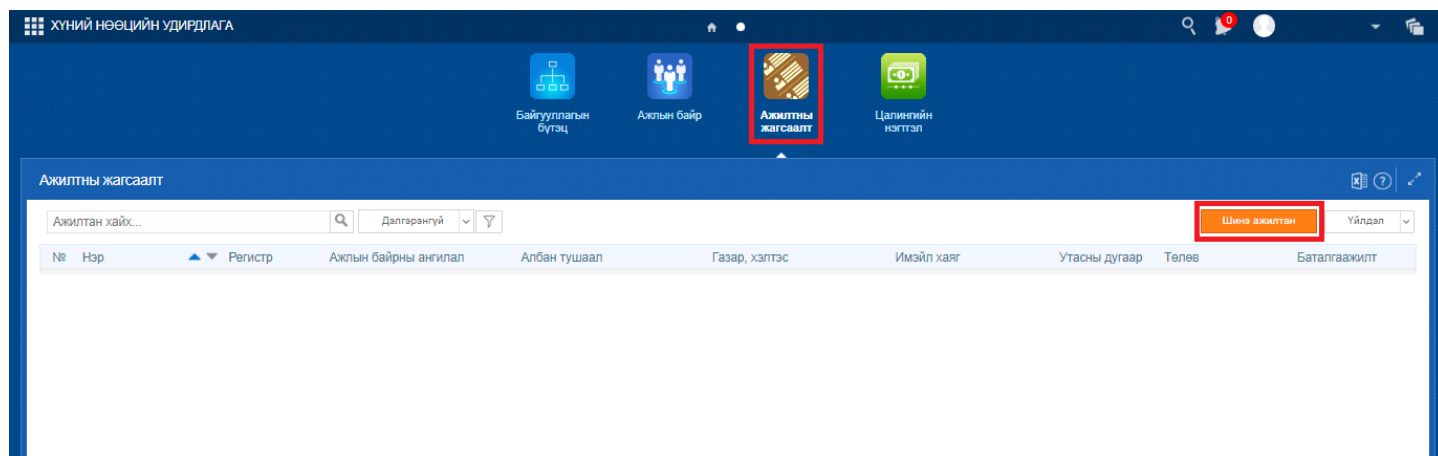 ХҮНИЙ НӨӨЦИЙН УДИРДЛАГА
0
Байгууллагын
бүтэц
Ажлын байр
Ажилтны
жагсаалт
Цалингийн
нэгтгэл
Ажилтны жагсаалт
Ажилтан хайх...
Дэлгэрэнгүй
Шинэ ажилтан
Үйлдэл
№ Нэр Регистр Ажлын байрны ангилал Албан тушаал Газар, хэлтэс Имэйл хаяг Утасны дугаар Төлөв Баталгаажилт